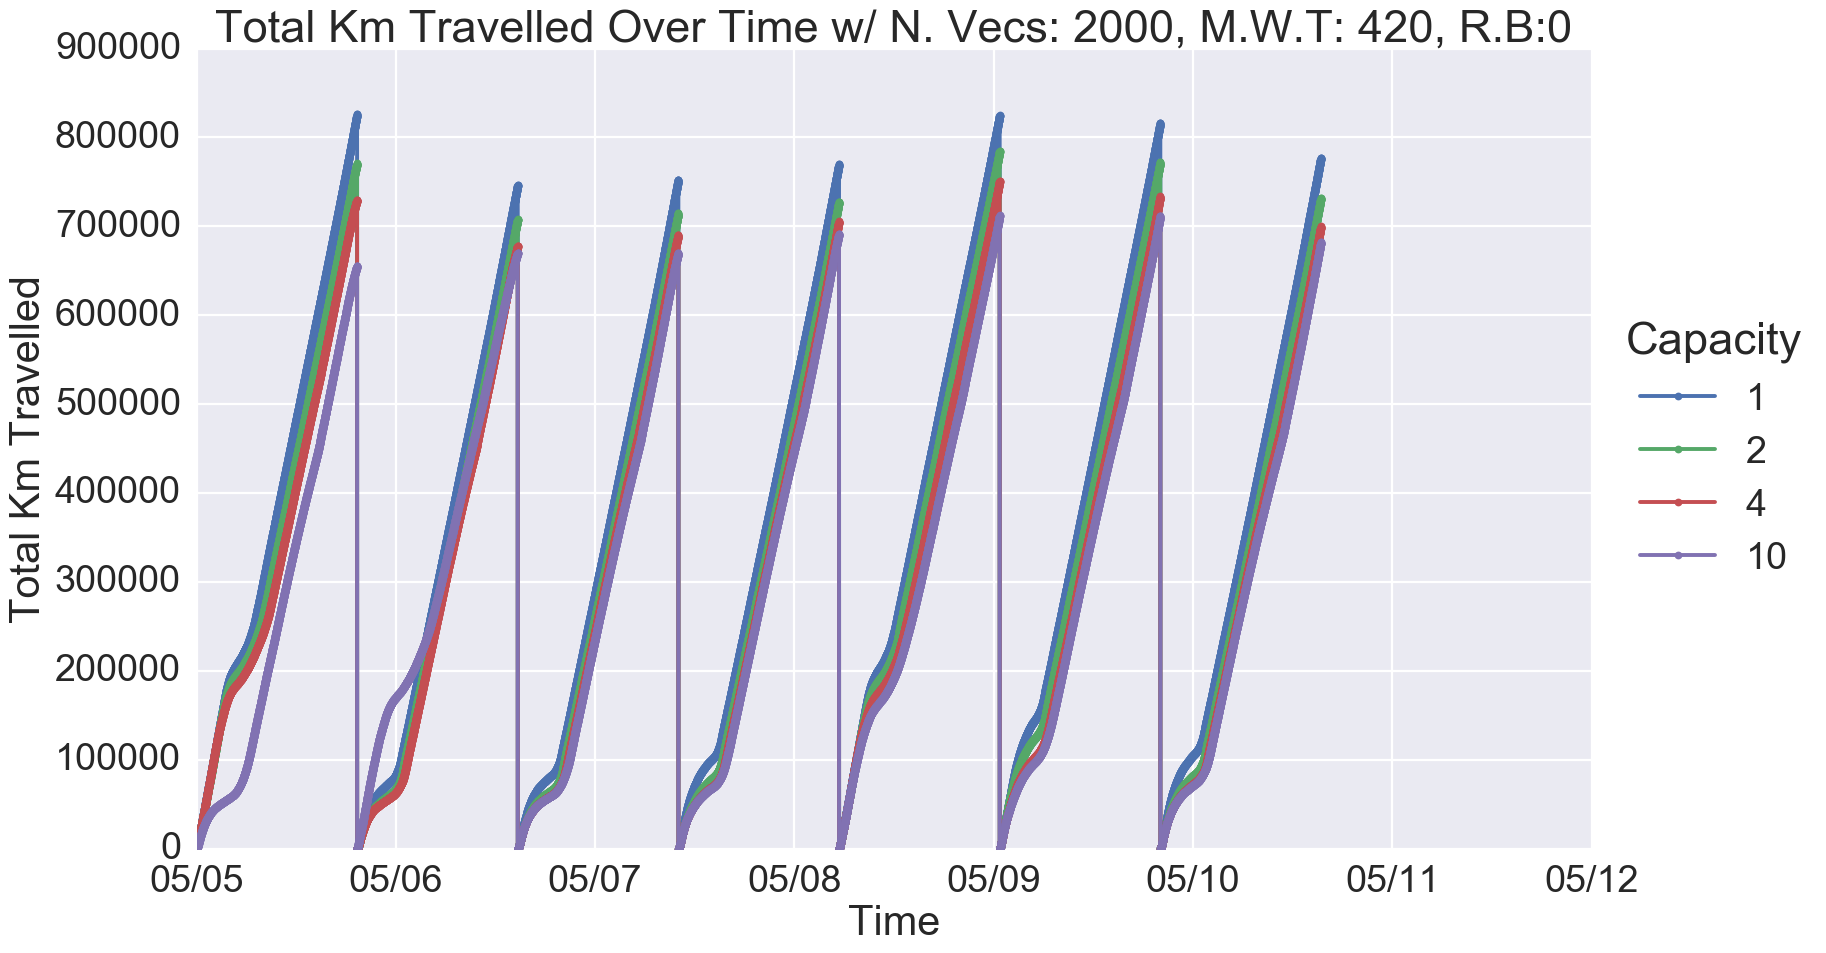 Total Km Travelled Over Time w/ N. Vecs: 2000, M.W.T: 420, R.B:0
900000
800000
700000
600000
500000
400000
300000
200000
100000
0
Total Km Travelled
05/05 05/06 05/07 05/08 05/09 05/10 05/11 05/12
Time
Capacity
1
2
4
10